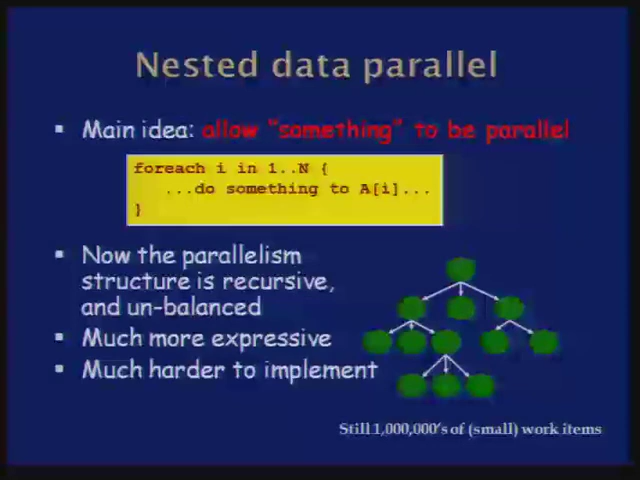 Nested data parallel
Main idea: allow "something" to be parallel
foreach i in 1..N {
...do something to A[i]...
}
Now the parallelism
structure is recursive,
and un-balanced
Much more expressive
Much harder to implement
Still 1,000,000's of (small) work items